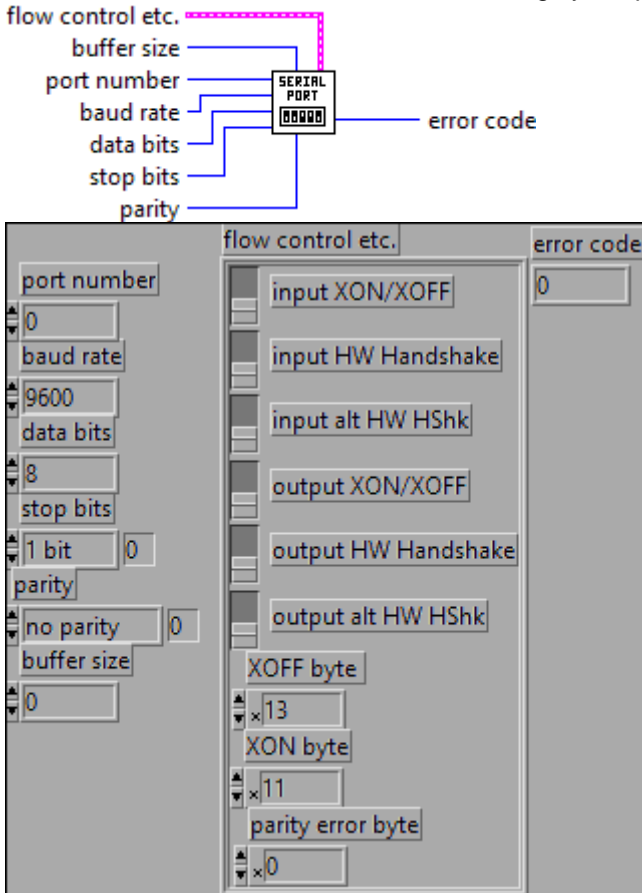 flow control etc.
buffer size
port number
baud rate
data bits
stop bits
parity
SERIAL
PORT
error code
flow control etc.
error code
port number
0
baud rate
9600
data bits
8
stop bits
1 bit 0
parity
no parity 0
buffer size
0
input XON/XOFF
input HW Handshake
input alt HW HShk
output XON/XOFF
output HW Handshake
output alt HW HShk
XOFF byte
x13
XON byte
x11
parity error byte
x0
0